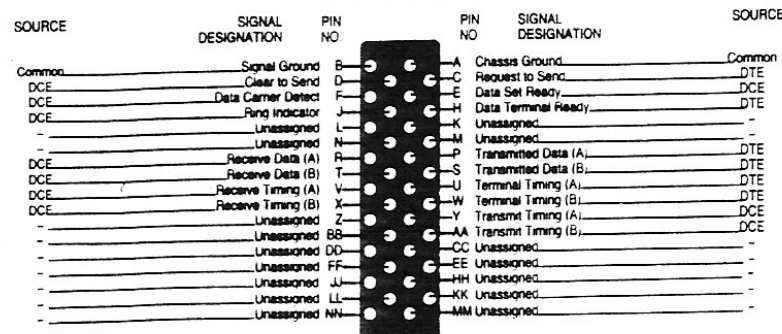 SOURCE SIGNAL DESIGNATION PIN NO. PIN NO SIGNAL DESIGNATION SOURCE
Common Signal Ground B A Chassis Ground Common
DCE Clear to Send D C Request to Send DTE
DCE Data Carrier Detect F E Data Set Ready DCE
DCE Ring Indicator J H Data Terminal Ready DTE
- Unassigned L K Unassigned -
- Unassigned N M Unassigned -
DCE Receive Data (A) R P Transmitted Data (A) DTE
DCE Receive Data (B) T S Transmitted Data (B) DTE
DCE Receive Timing (A) V U Terminal Timing (A) DTE
DCE Receive Timing (B) X W Terminal Timing (B) DTE
- Unassigned Z Y Transmit Timing (A) DCE
- Unassigned BB AA Transmit Timing (B) DCE
- Unassigned DD CC Unassigned -
- Unassigned FF EE Unassigned -
- Unassigned JJ HH Unassigned -
- Unassigned LL KK Unassigned -
- Unassigned NN MM Unassigned -